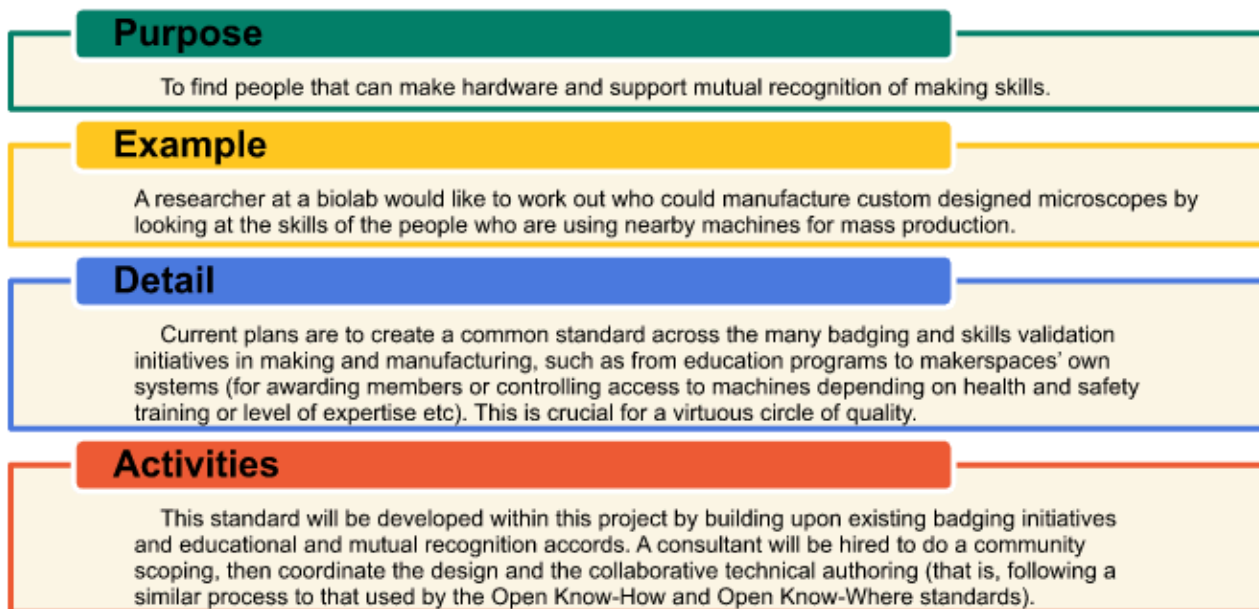 Purpose
To find people that can make hardware and support mutual recognition of making skills.
Example
A researcher at a biolab would like to work out who could manufacture custom designed microscopes by
looking at the skills of the people who are using nearby machines for mass production.
Detail
Current plans are to create a common standard across the many badging and skills validation
initiatives in making and manufacturing, such as from education programs to makerspaces’ own
systems (for awarding members or controlling access to machines depending on health and safety
training or level of expertise etc). This is crucial for a virtuous circle of quality.
Activities
This standard will be developed within this project by building upon existing badging initiatives
and educational and mutual recognition accords. A consultant will be hired to do a community
scoping, then coordinate the design and the collaborative technical authoring (that is, following a
similar process to that used by the Open Know-How and Open Know-Where standards).